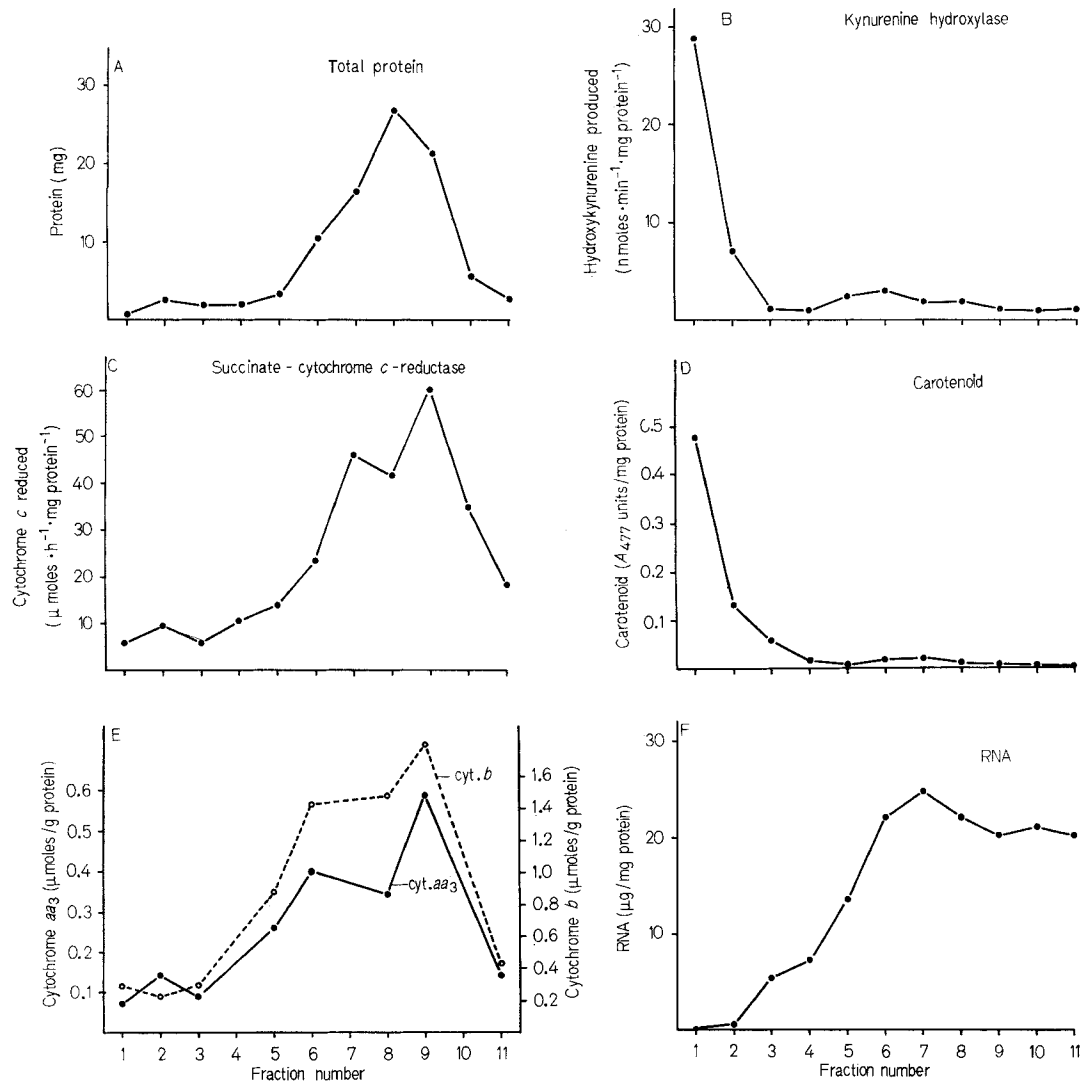 A
Total protein
Protein (mg)
30
20
10
B
Kynurenine hydroxylase
Hydroxykynurenine produced
(nmoles·min⁻¹·mg protein⁻¹)
30
20
10
C
Succinate - cytochrome c -reductase
Cytochrome c reduced
(μmoles·h⁻¹·mg protein⁻¹)
60
50
40
30
20
10
D
Carotenoid
Carotenoid (A477 units/mg protein)
0.5
0.4
0.3
0.2
0.1
E
cyt.b
cyt.aa3
Cytochrome aa3 (μmoles/g protein)
0.6
0.5
0.4
0.3
0.2
0.1
1.6
1.4
1.2
1.0
0.8
0.6
0.4
0.2
Cytochrome b (μmoles/g protein)
1 2 3 4 5 6 7 8 9 10 11
Fraction number
F
RNA
RNA (μg/mg protein)
30
20
10
1 2 3 4 5 6 7 8 9 10 11
Fraction number